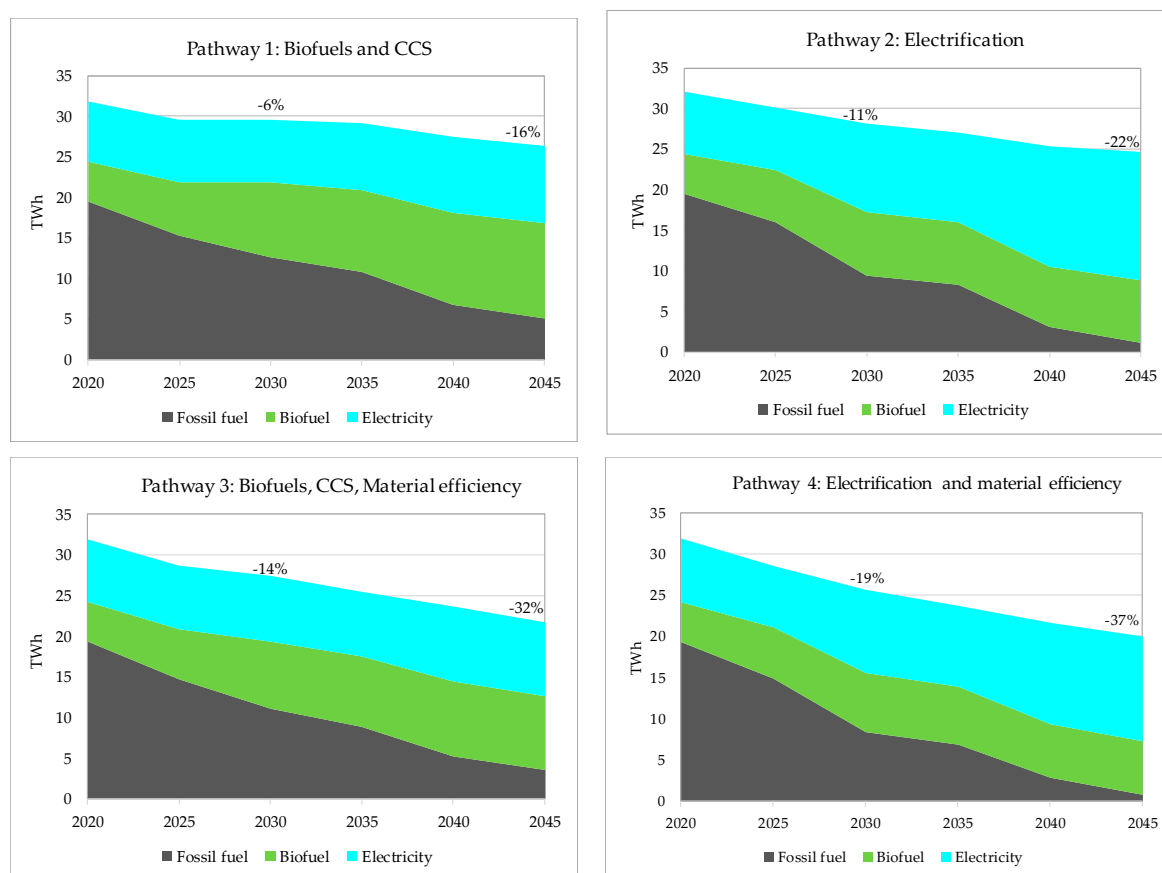 Pathway 1: Biofuels and CCS
TWh
35
30
25
20
15
10
5
0
-6%
-16%
2020 2025 2030 2035 2040 2045
Fossil fuel Biofuel Electricity
Pathway 2: Electrification
TWh
35
30
25
20
15
10
5
0
-11%
-22%
2020 2025 2030 2035 2040 2045
Fossil fuel Biofuel Electricity
Pathway 3: Biofuels, CCS, Material efficiency
TWh
35
30
25
20
15
10
5
0
-14%
-32%
2020 2025 2030 2035 2040 2045
Fossil fuel Biofuel Electricity
Pathway 4: Electrification and material efficiency
TWh
35
30
25
20
15
10
5
0
-19%
-37%
2020 2025 2030 2035 2040 2045
Fossil fuel Biofuel Electricity